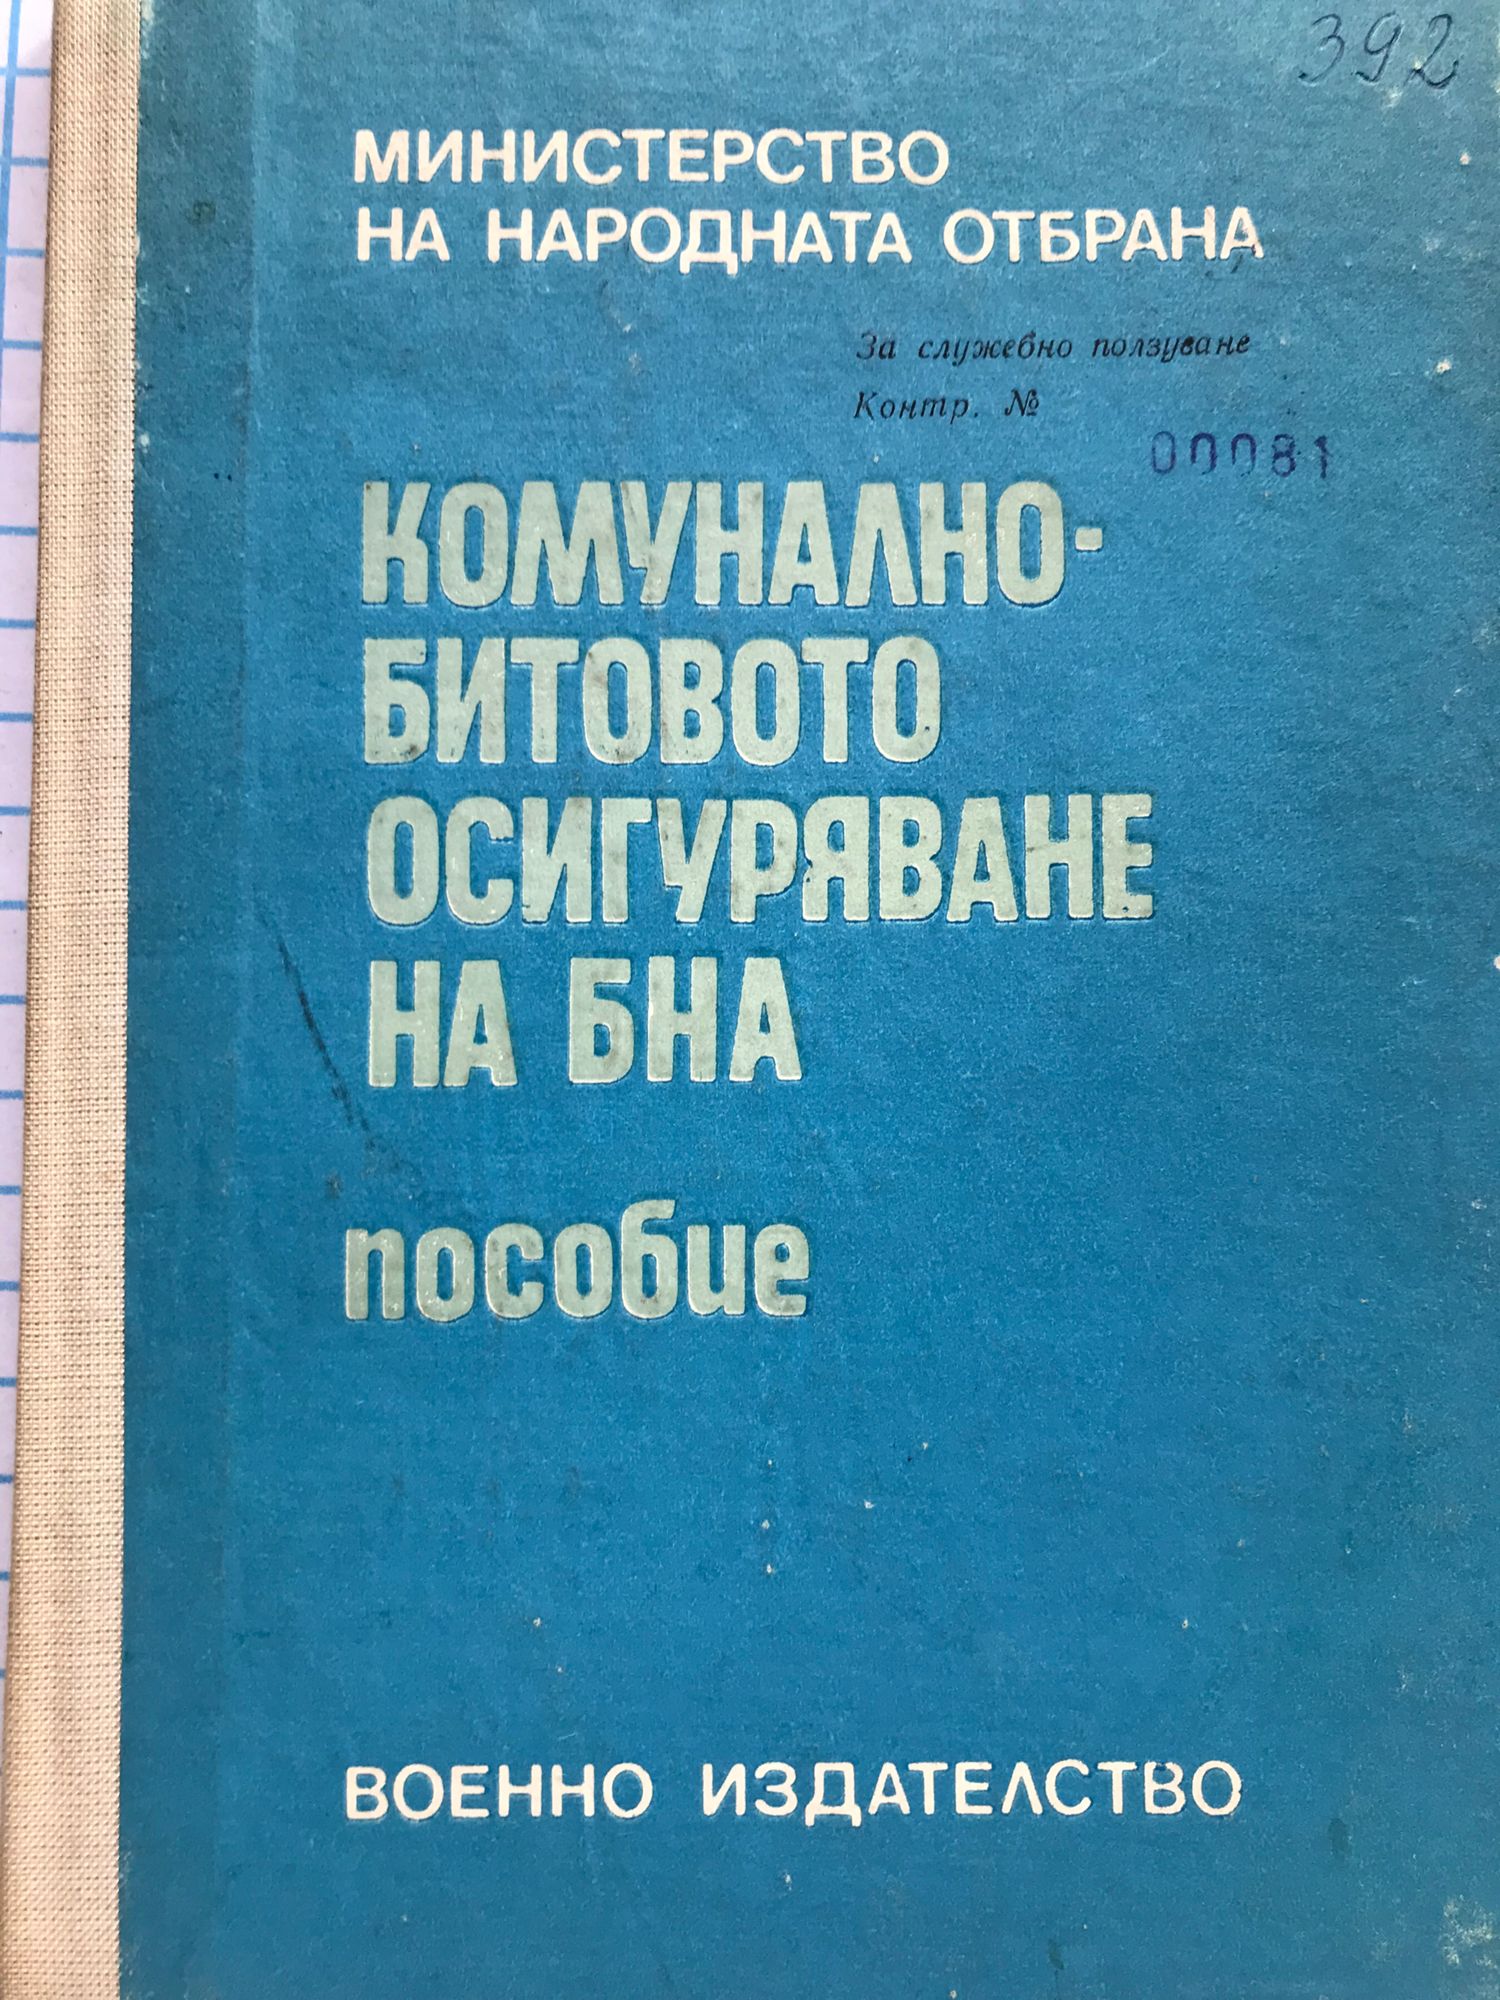 392
МИНИСТЕРСТВО
НА НАРОДНАТА ОТБРАНА
За служебно ползуване
Контр. №
00081
КОМУНАЛНО-
БИТОВОТО
ОСИГУРЯВАНЕ
НА БНА
пособие
ВОЕННО ИЗДАТЕЛСТВО